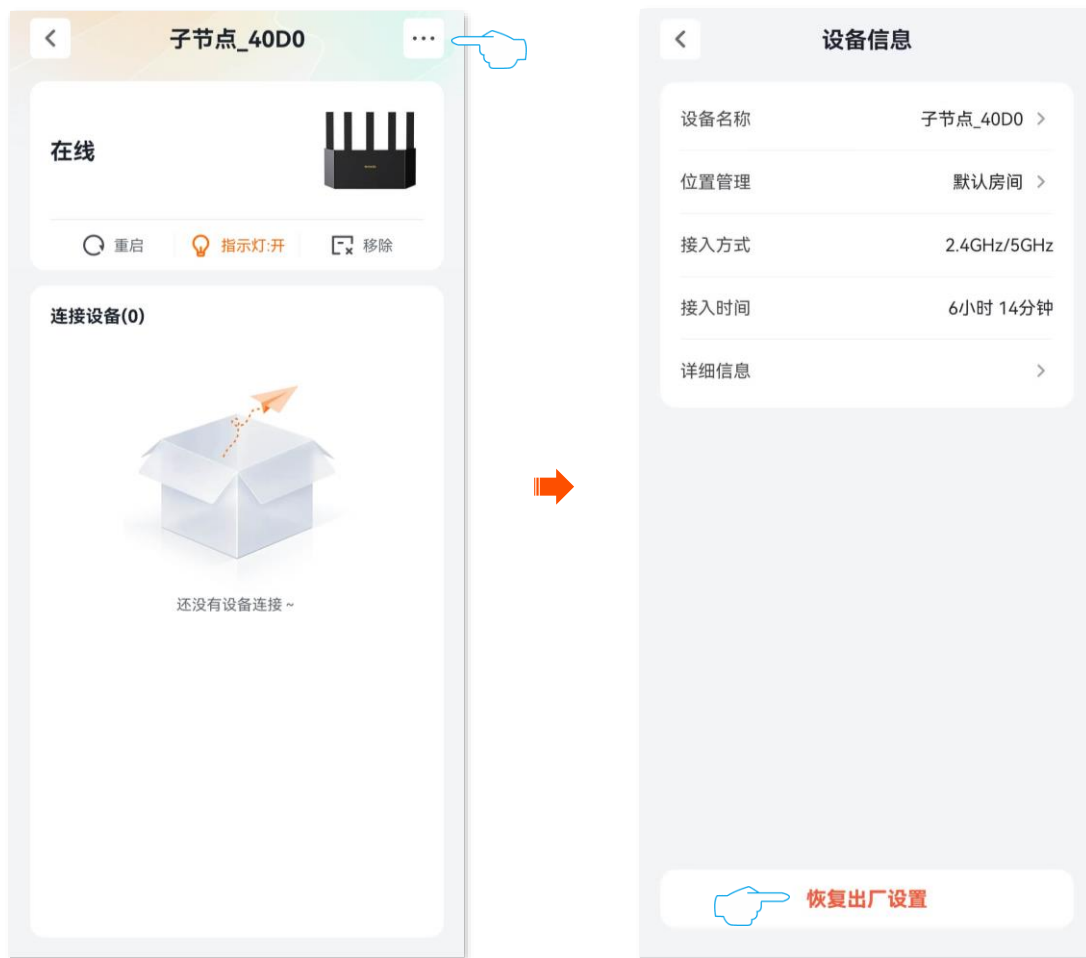 子节点_40D0
在线
重启
指示灯:开
移除
连接设备(0)
还没有设备连接~
设备信息
设备名称 子节点_40D0
位置管理 默认房间
接入方式 2.4GHz/5GHz
接入时间 6小时 14分钟
详细信息
恢复出厂设置